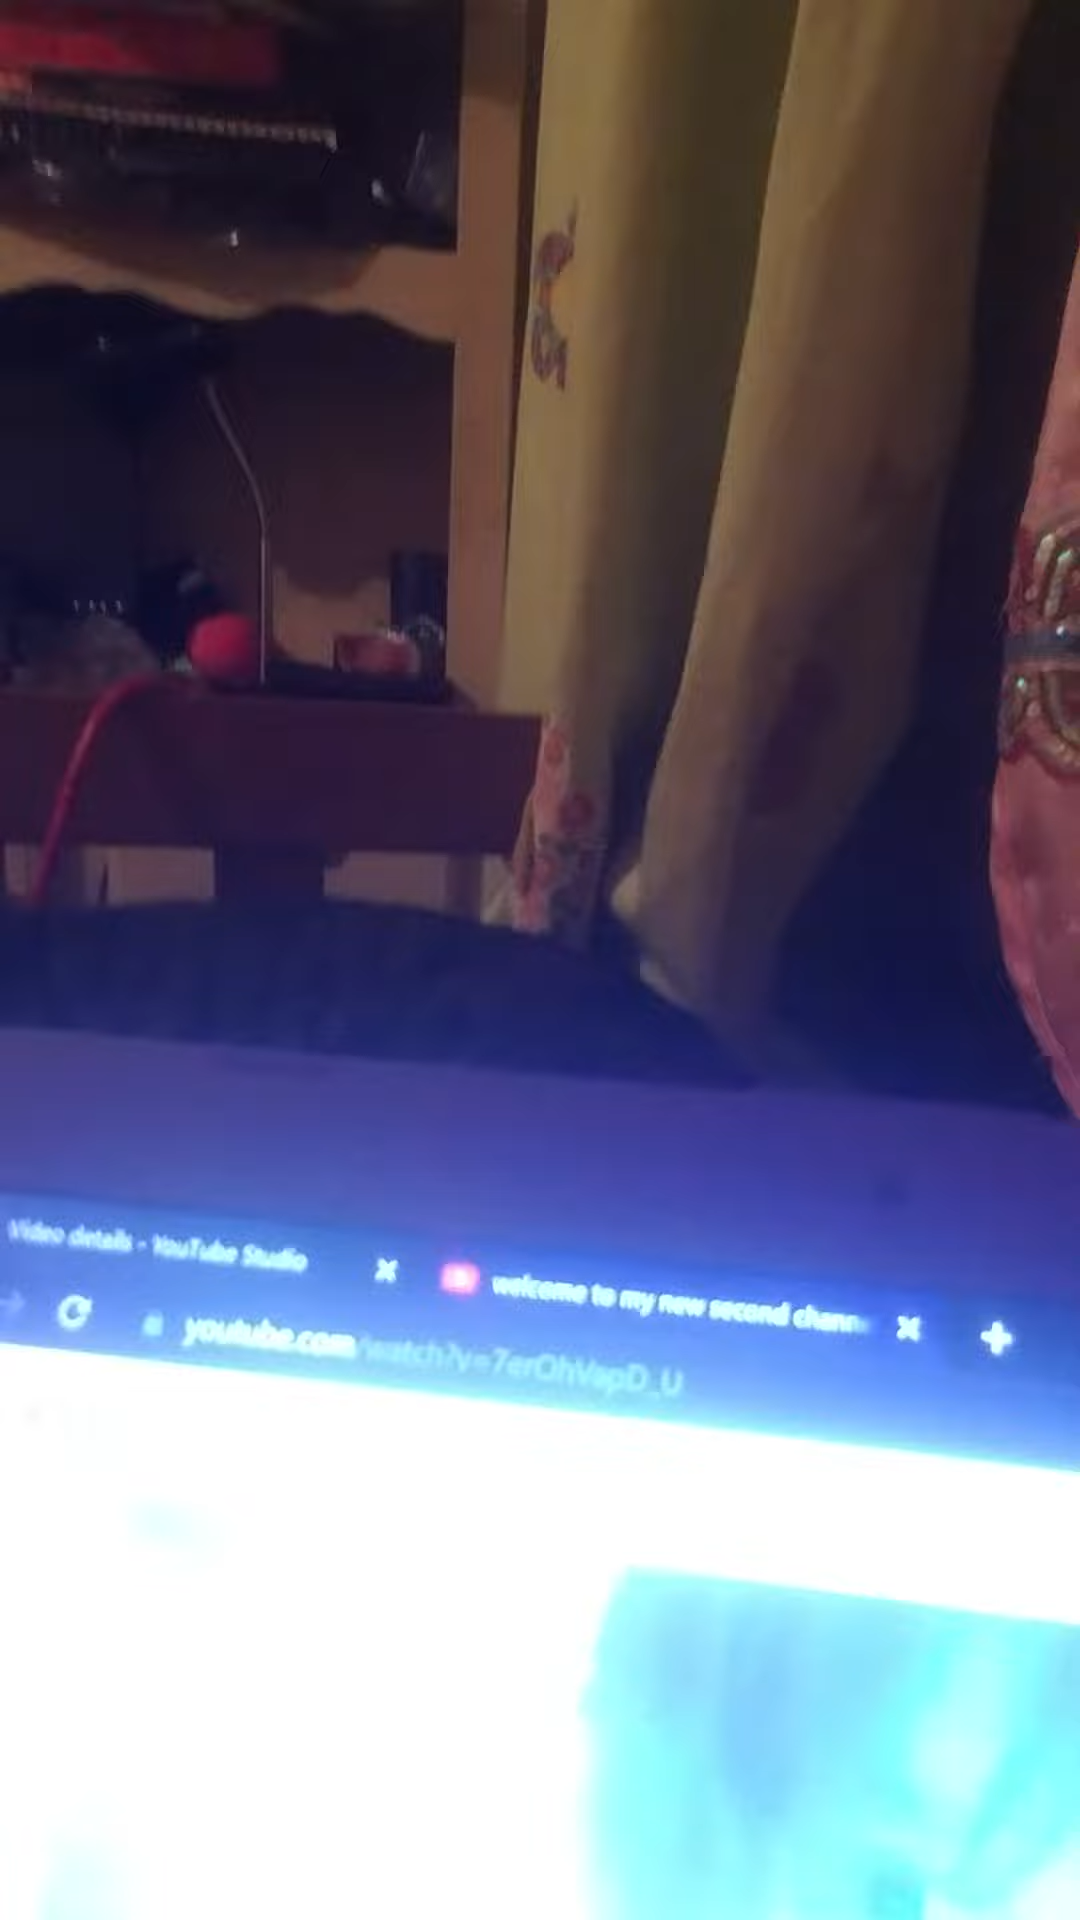 Video details - YouTube Studio
welcome to my new second chann
youtube.com/watch?v=7erOhVapD_U